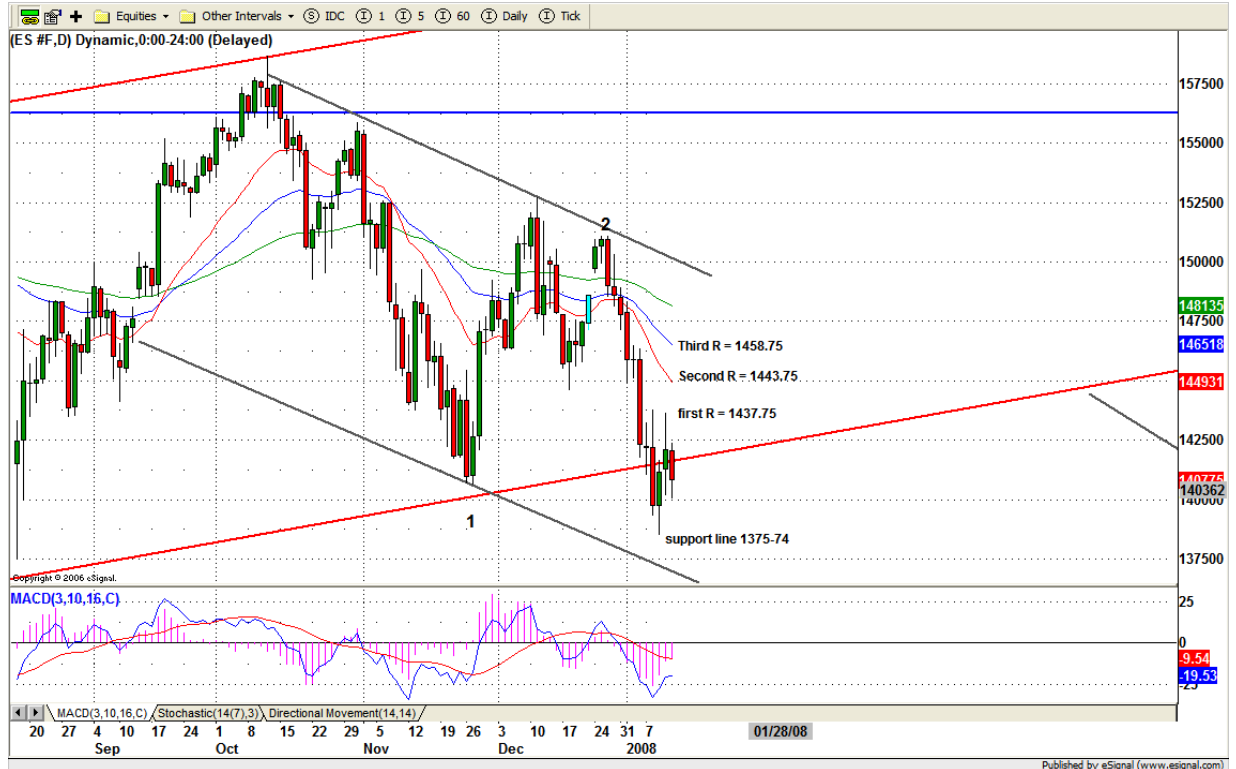 Equities Other Intervals S IDC I 1 I 5 I 60 I Daily I Tick
(ES #F,D) Dynamic,0:00-24:00 (Delayed)
157500
155000
152500
2
150000
148135
147500
Third R = 1458.75
146518
Second R = 1443.75
144931
first R = 1437.75
142500
140775
140362
140000
1
support line 1375-74
137500
Copyright © 2006 eSignal.
MACD(3,10,16,C)
25
0
-9.54
-19.53
-25
MACD(3,10,16,C) Stochastic(14(7),3) Directional Movement(14,14)
20 27 4 10 17 24 1 8 15 22 29 5 12 19 26 3 10 17 24 31 7 01/28/08
Sep Oct Nov Dec 2008
Published by eSignal (www.esignal.com)